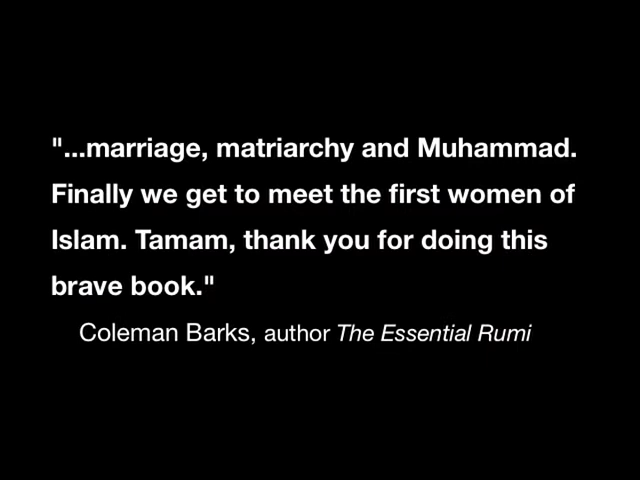 "...marriage, matriarchy and Muhammad.
Finally we get to meet the first women of
Islam. Tamam, thank you for doing this
brave book."
Coleman Barks, author The Essential Rumi